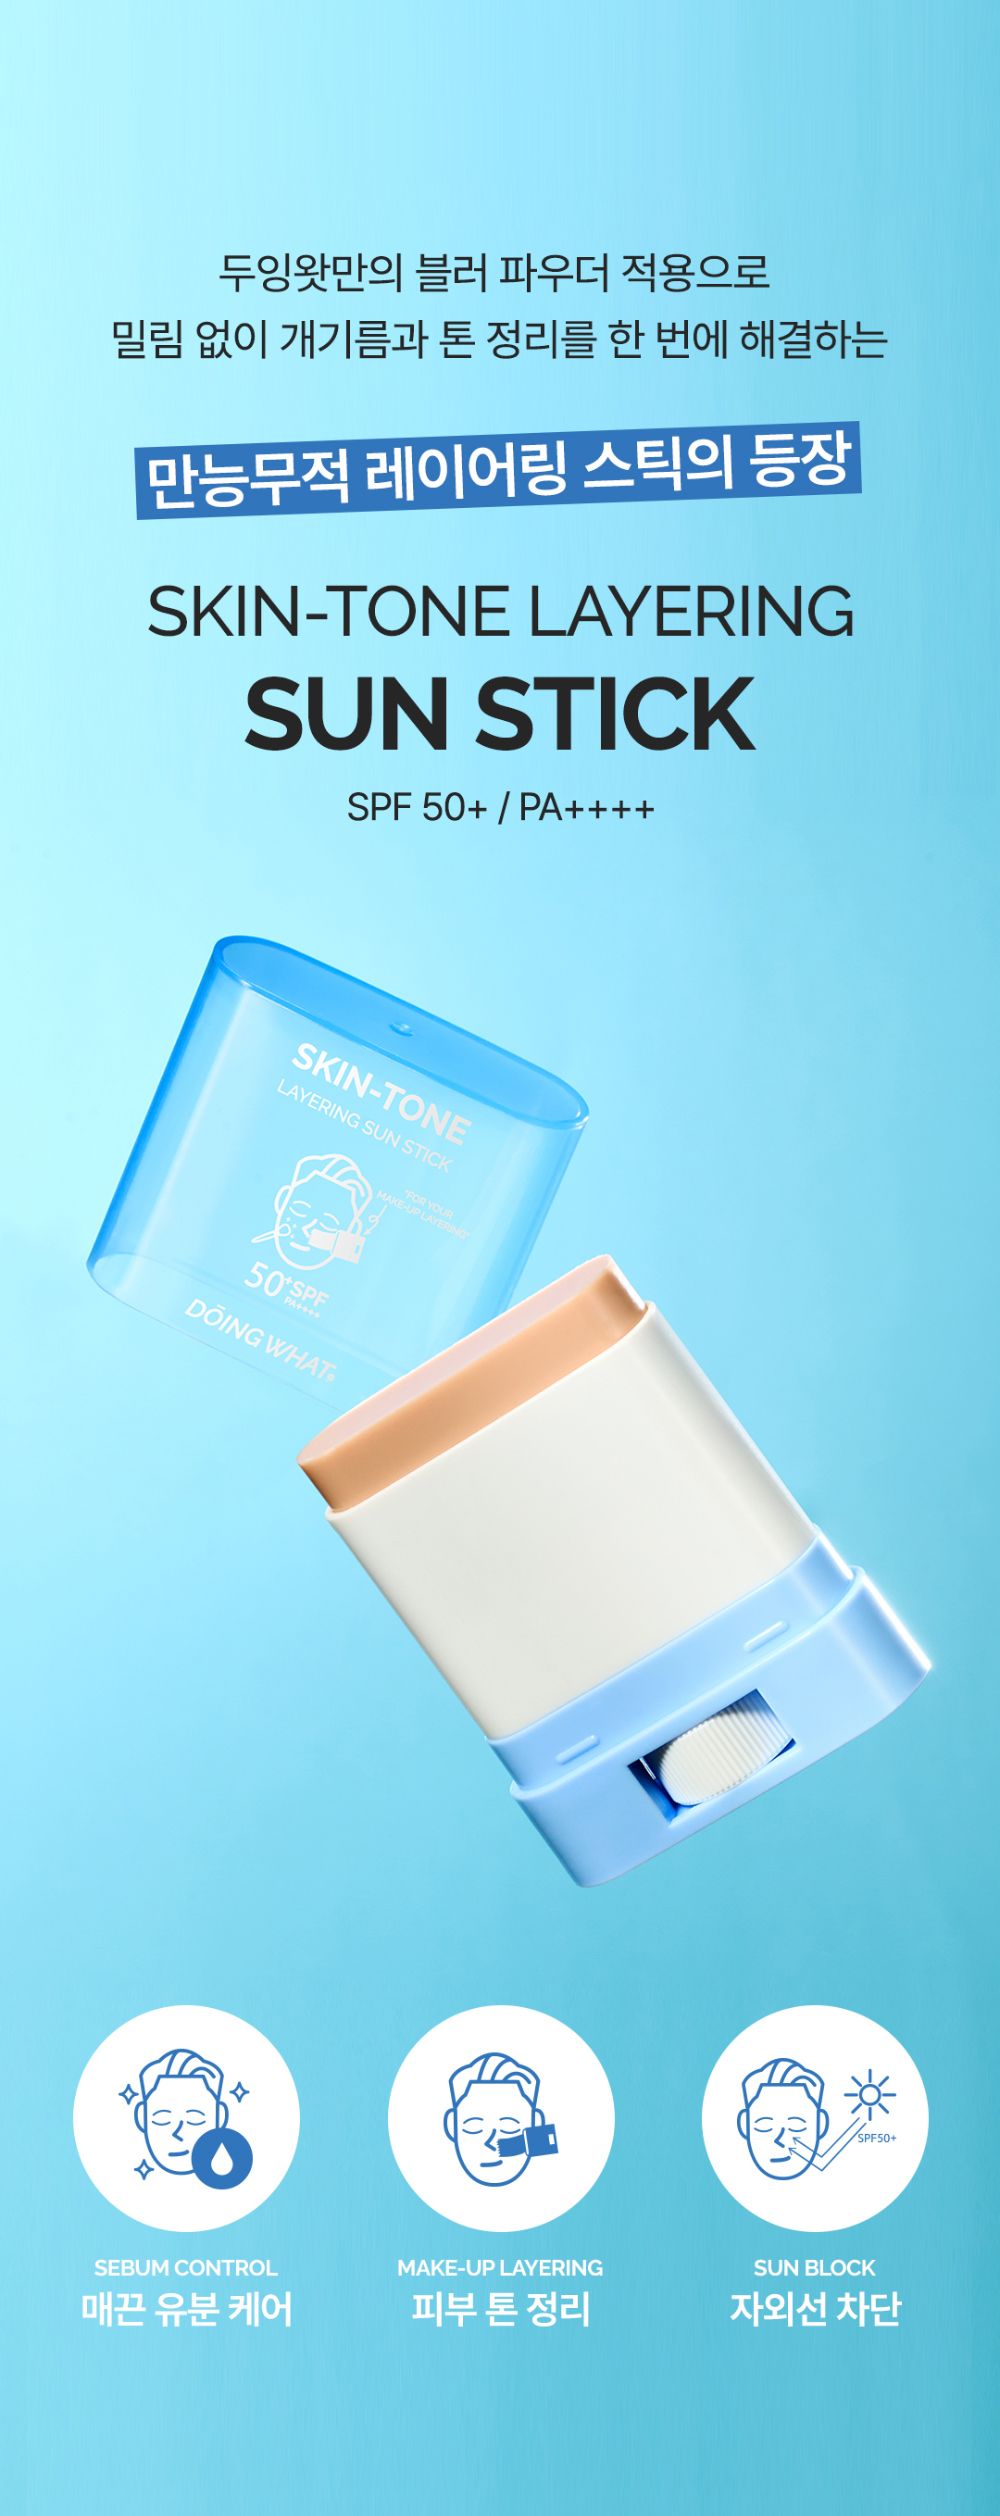 두잉왓만의 블러 파우더 적용으로
밀림 없이 개기름과 톤 정리를 한 번에 해결하는
만능무적 레이어링 스틱의 등장
SKIN-TONE LAYERING
SUN STICK
SPF 50+ / PA++++
SKIN-TONE
LAYERING SUN STICK
"FOR YOUR
MAKE-UP LAYERING"
50+SPF
PA++++
DŌING WHAT.
SPF50+
SEBUM CONTROL
매끈 유분 케어
MAKE-UP LAYERING
피부 톤 정리
SUN BLOCK
자외선 차단